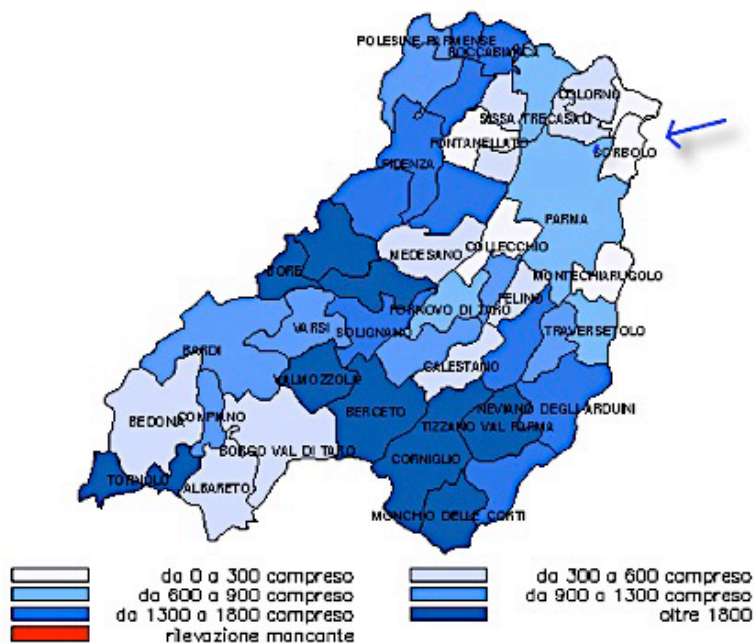 POLESINE PARMENSE
ROCCABIANCA
COLORNO
SISSA TRECASALI
FONTANELLATO
SORBOLO
FIDENZA
PARMA
COLLECCHIO
MEDESANO
BORE
MONTECHIARUGOLO
FELINO
FORNOVO DI TARO
VARSI
SOLIGNANO
TRAVERSETOLO
BARDI
CALESTANO
VALMOZZOLA
BERCETO
NEVIANO DEGLI ARDUINI
BEDONIA
COMPIANO
TIZZANO VAL PARMA
BORGO VAL DI TARO
CORNIGLIO
TORNOLO
ALBARETO
MONCHIO DELLE CORTI
da 0 a 300 compreso
da 300 a 600 compreso
da 600 a 900 compreso
da 900 a 1300 compreso
da 1300 a 1800 compreso
oltre 1800
rilevazione mancante